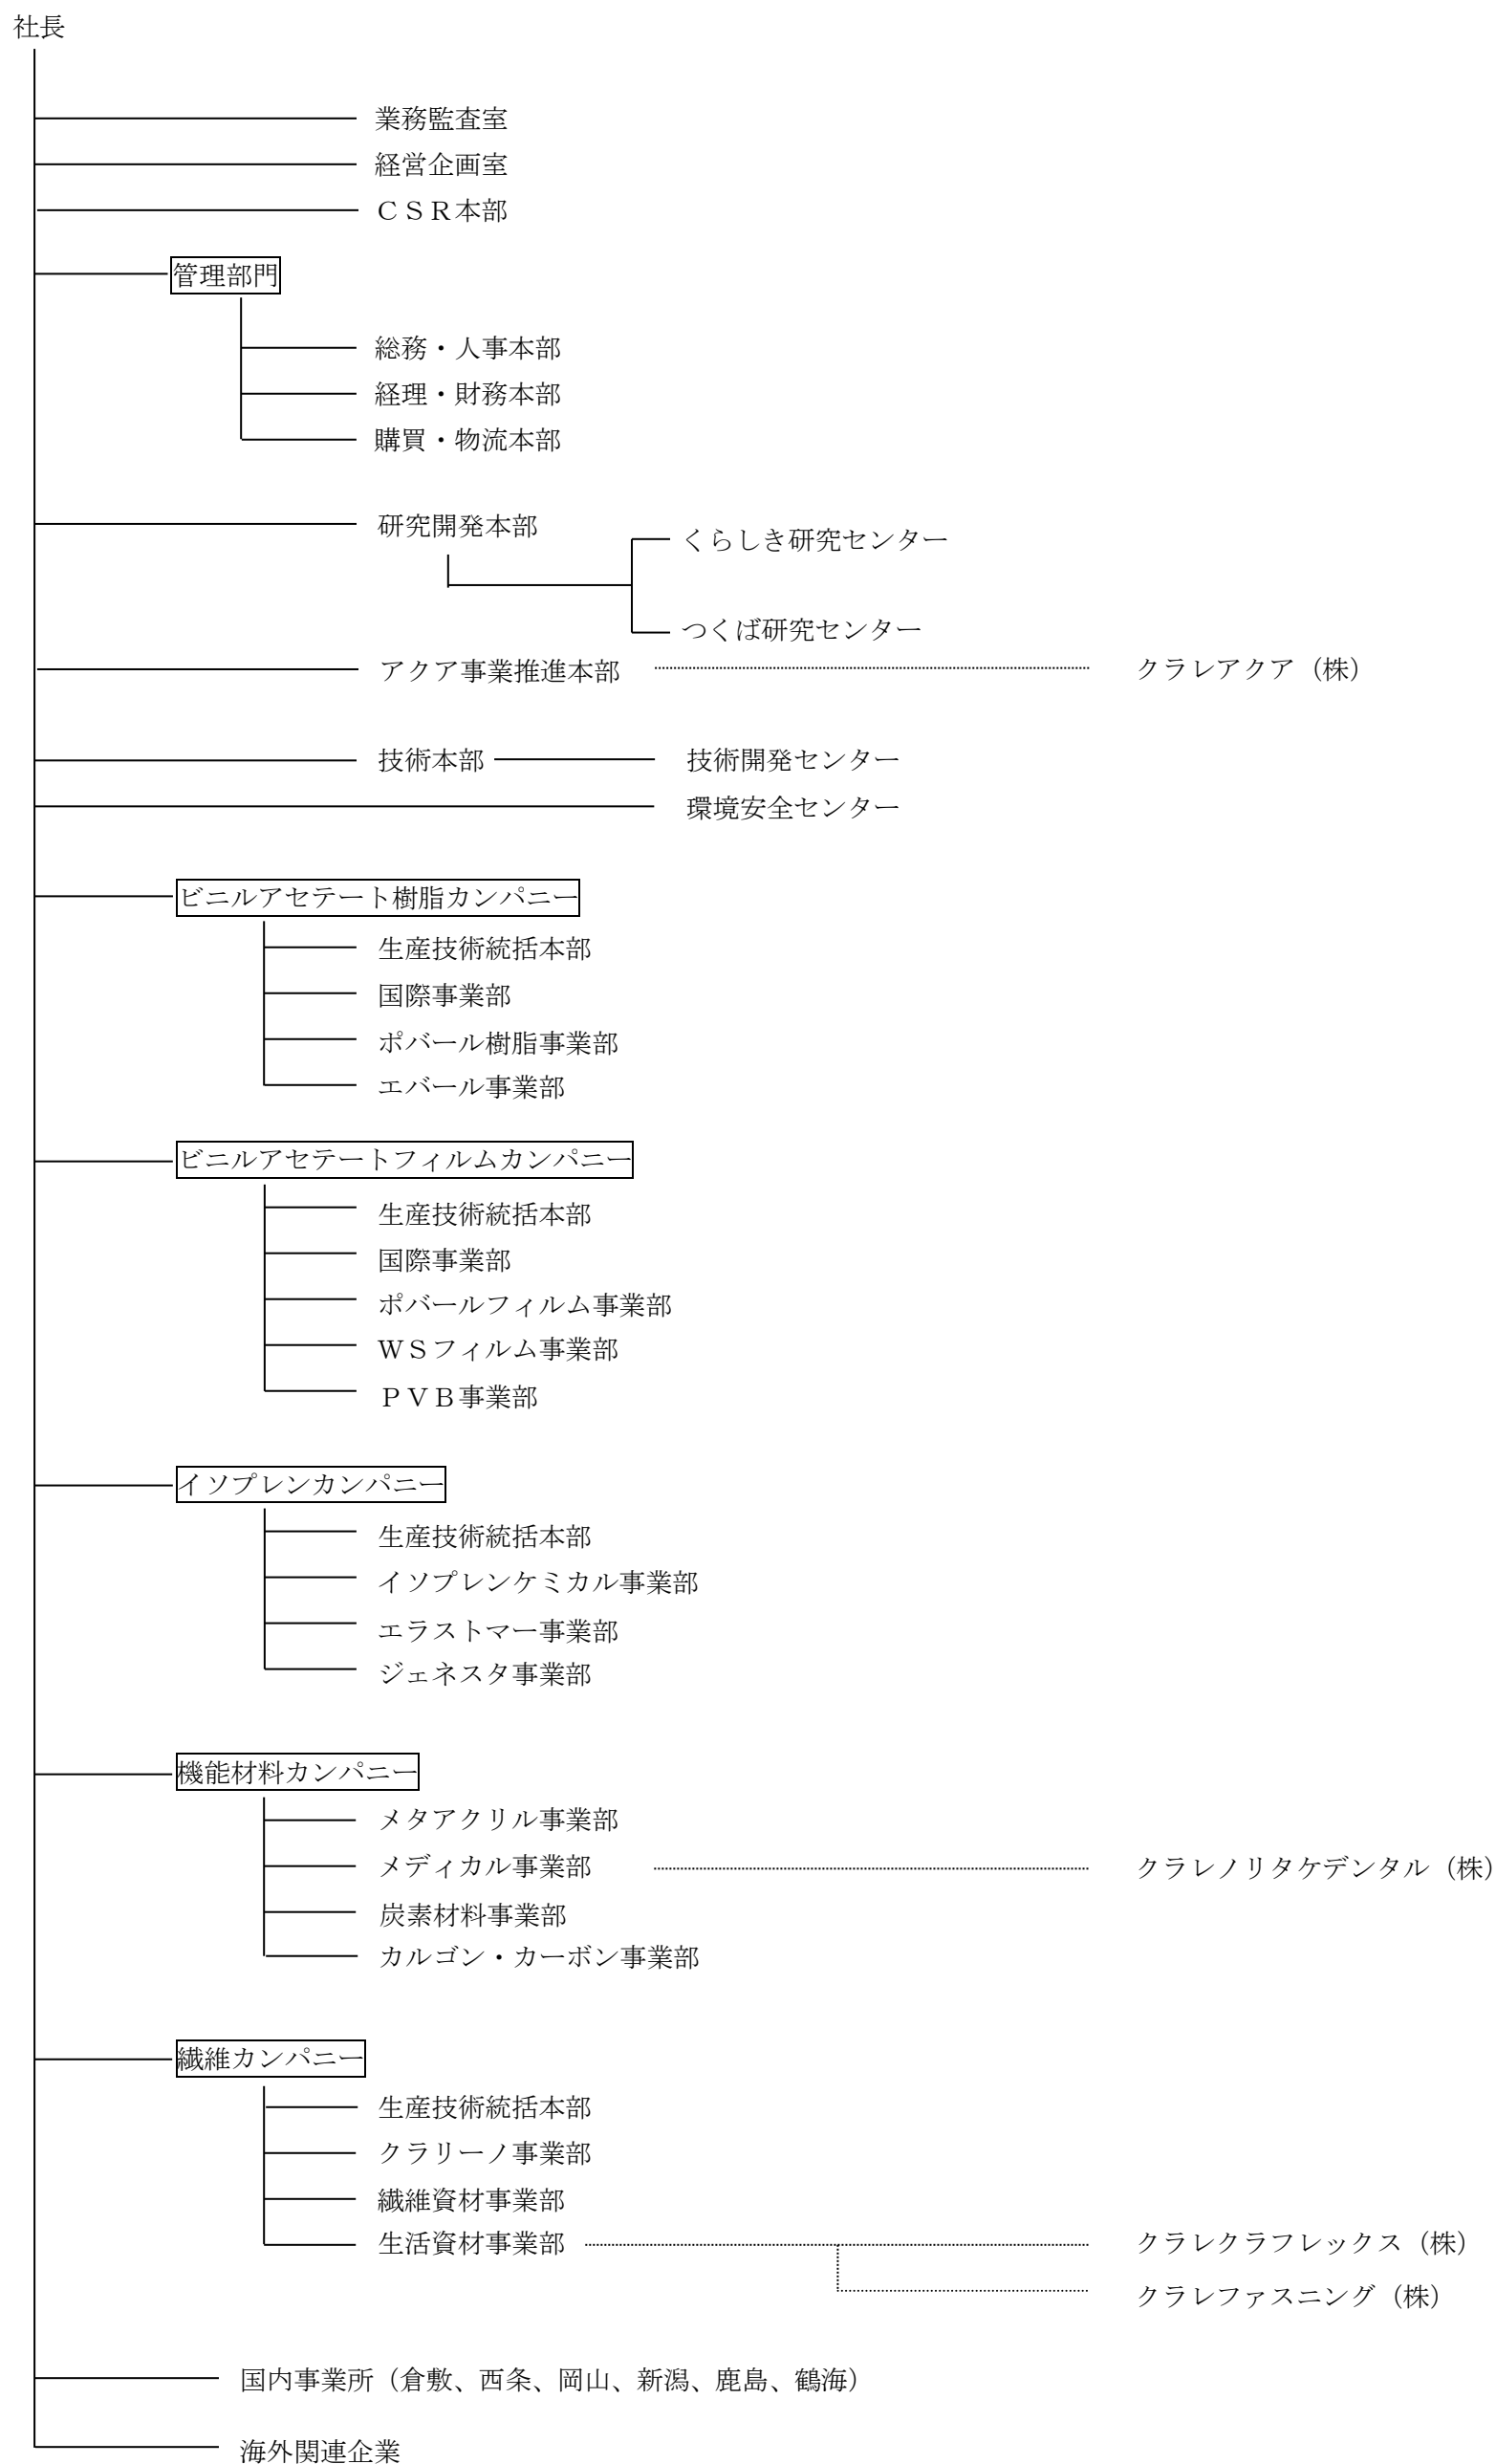 社長
業務監査室
経営企画室
ＣＳＲ本部
管理部門
総務・人事本部
経理・財務本部
購買・物流本部
研究開発本部
くらしき研究センター
つくば研究センター
アクア事業推進本部
クラレアクア（株）
技術本部
技術開発センター
環境安全センター
ビニルアセテート樹脂カンパニー
生産技術統括本部
国際事業部
ポバール樹脂事業部
エバール事業部
ビニルアセテートフィルムカンパニー
生産技術統括本部
国際事業部
ポバールフィルム事業部
ＷＳフィルム事業部
ＰＶＢ事業部
イソプレンカンパニー
生産技術統括本部
イソプレンケミカル事業部
エラストマー事業部
ジェネスタ事業部
機能材料カンパニー
メタアクリル事業部
メディカル事業部
クラレノリタケデンタル（株）
炭素材料事業部
カルゴン・カーボン事業部
繊維カンパニー
生産技術統括本部
クラリーノ事業部
繊維資材事業部
生活資材事業部
クラレクラフレックス（株）
クラレファスニング（株）
国内事業所（倉敷、西条、岡山、新潟、鹿島、鶴海）
海外関連企業